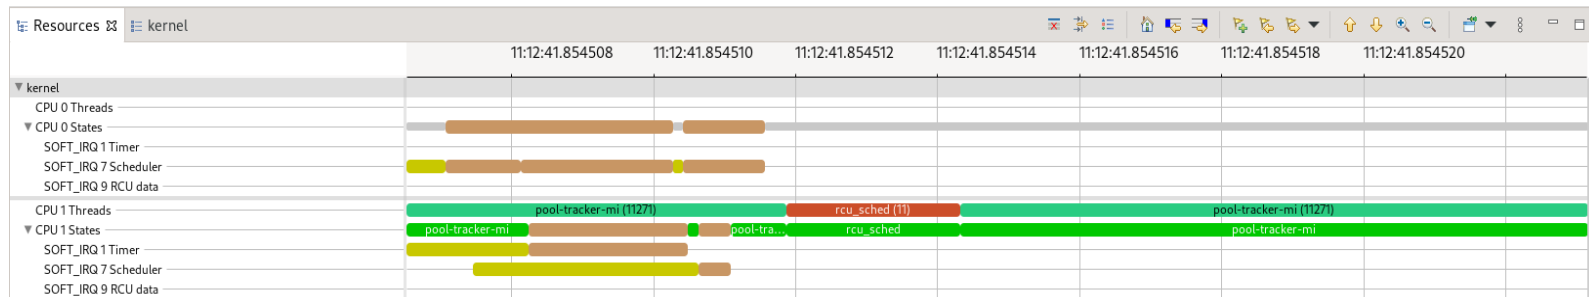 Resources kernel
11:12:41.854508 11:12:41.854510 11:12:41.854512 11:12:41.854514 11:12:41.854516 11:12:41.854518 11:12:41.854520
kernel
CPU 0 Threads
CPU 0 States
SOFT_IRQ 1 Timer
SOFT_IRQ 7 Scheduler
SOFT_IRQ 9 RCU data
CPU 1 Threads pool-tracker-mi (11271) rcu_sched (11) pool-tracker-mi (11271)
CPU 1 States pool-tracker-mi pool-tra... rcu_sched pool-tracker-mi
SOFT_IRQ 1 Timer
SOFT_IRQ 7 Scheduler
SOFT_IRQ 9 RCU data